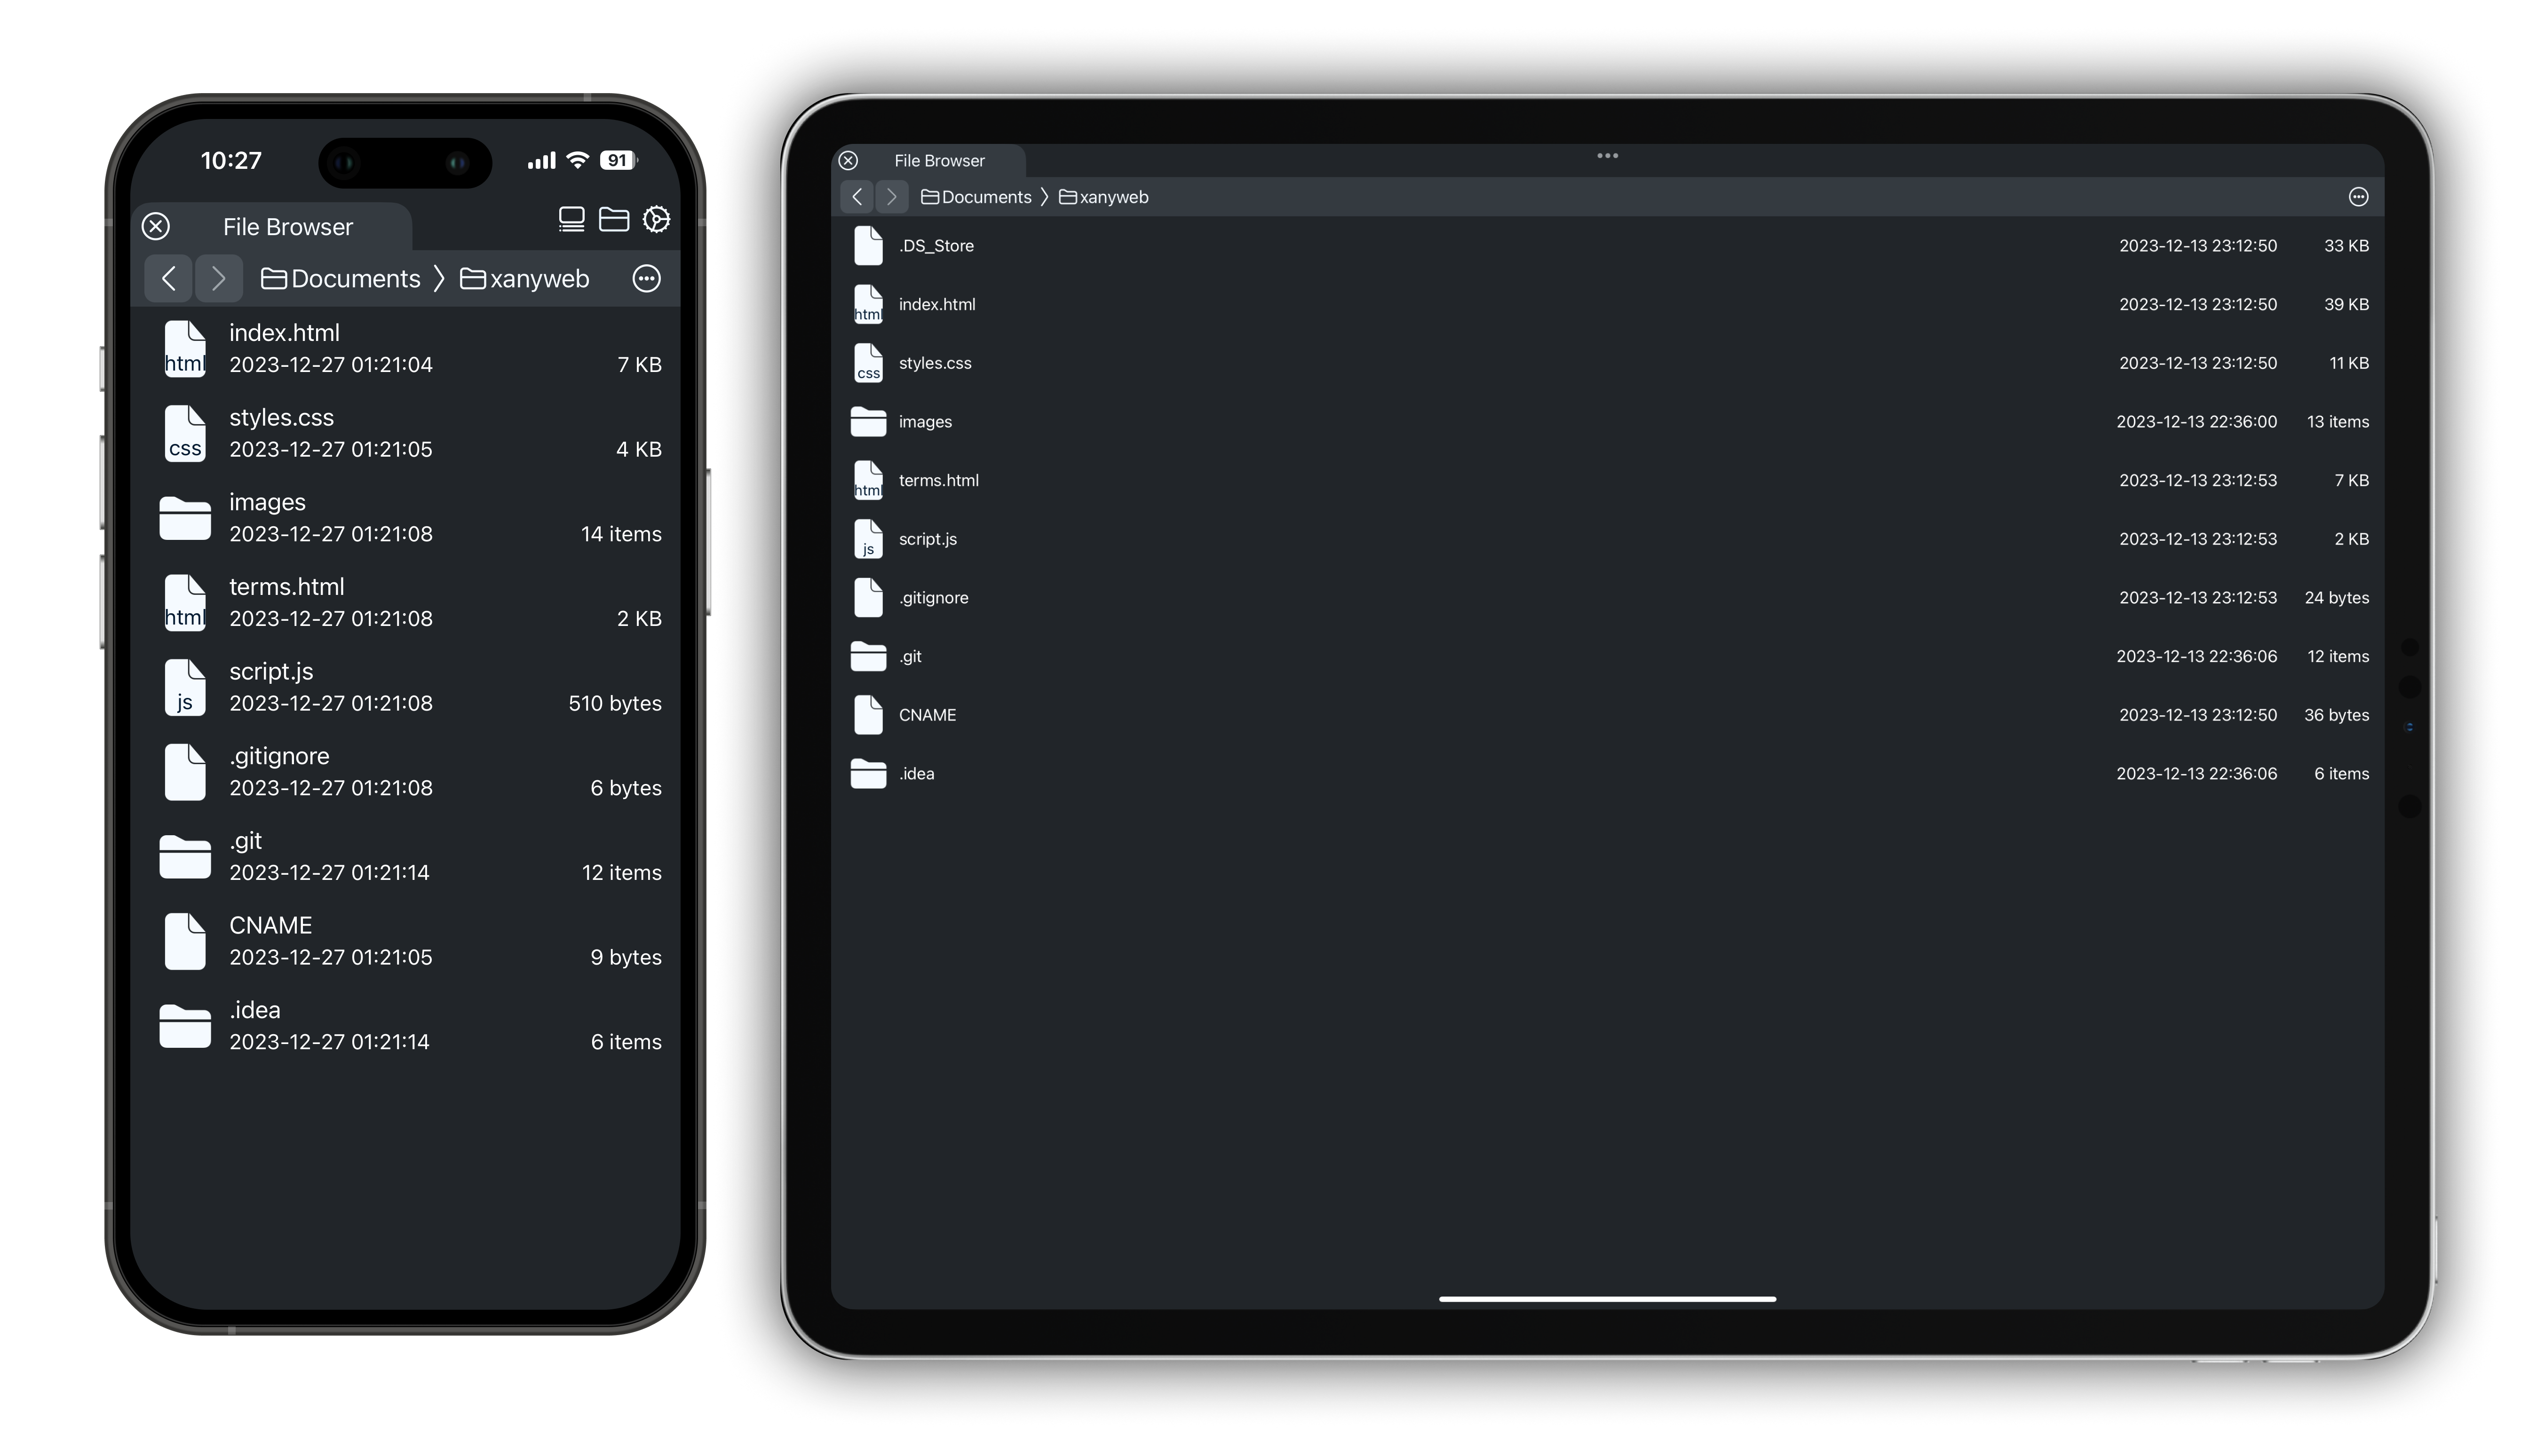 10:27
91
File Browser
Documents xanyweb
html index.html
2023-12-27 01:21:04 7 KB
css styles.css
2023-12-27 01:21:05 4 KB
images
2023-12-27 01:21:08 14 items
html terms.html
2023-12-27 01:21:08 2 KB
js script.js
2023-12-27 01:21:08 510 bytes
.gitignore
2023-12-27 01:21:08 6 bytes
.git
2023-12-27 01:21:14 12 items
CNAME
2023-12-27 01:21:05 9 bytes
.idea
2023-12-27 01:21:14 6 items
File Browser
Documents xanyweb
.DS_Store 2023-12-13 23:12:50 33 KB
html index.html 2023-12-13 23:12:50 39 KB
css styles.css 2023-12-13 23:12:50 11 KB
images 2023-12-13 22:36:00 13 items
html terms.html 2023-12-13 23:12:53 7 KB
js script.js 2023-12-13 23:12:53 2 KB
.gitignore 2023-12-13 23:12:53 24 bytes
.git 2023-12-13 22:36:06 12 items
CNAME 2023-12-13 23:12:50 36 bytes
.idea 2023-12-13 22:36:06 6 items